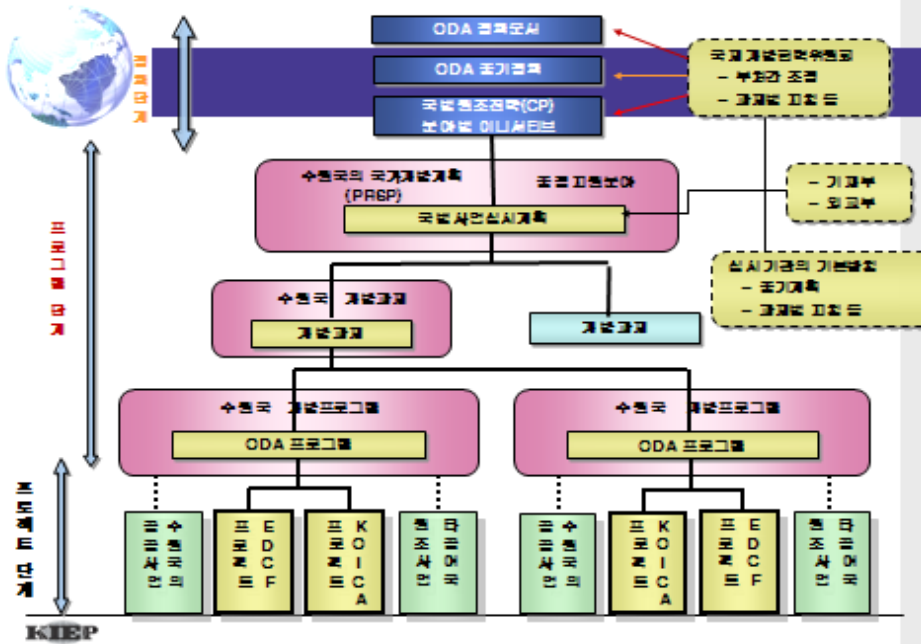 ODA 정책문서
ODA 중기정책
국별 원조전략(CP)
분야별 이니셔티브
정책단계
국제개발협력위원회
- 부처간 조정
- 과제별 지침 등
수원국의 국가개발계획
(PRSP)
중점지원분야
국별사업실시계획
- 기재부
- 외교부
실시기관의 기본방침
- 중기계획
- 과제별 지침 등
프로그램 단계
수원국 개발과제
개발과제
개발과제
수원국 개발프로그램
ODA 프로그램
수원국 개발프로그램
ODA 프로그램
프로젝트 단계
수원국의
공공사업
EDCF
프로젝트
KOICA
프로젝트
타공여국
원조사업
수원국의
공공사업
KOICA
프로젝트
EDCF
프로젝트
타공여국
원조사업
KIEP